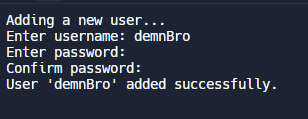 Adding a new user...
Enter username: demnBro
Enter password:
Confirm password:
User 'demnBro' added successfully.